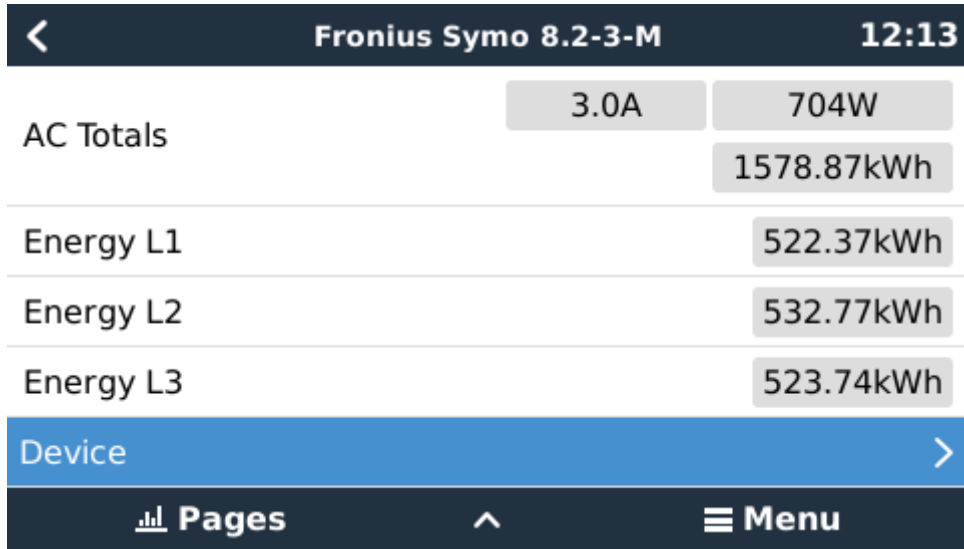 Fronius Symo 8.2-3-M 12:13
AC Totals 3.0A 704W
1578.87kWh
Energy L1 522.37kWh
Energy L2 532.77kWh
Energy L3 523.74kWh
Device
Pages Menu